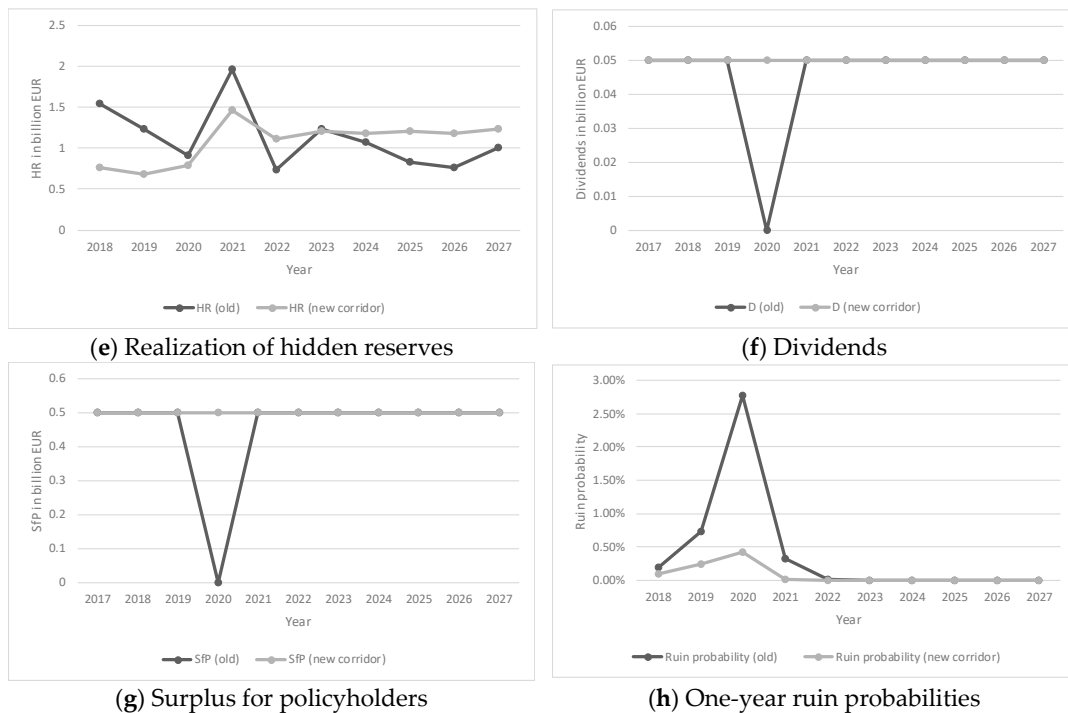 2.5
2
1.5
1
0.5
0
HR in billion EUR
2018 2019 2020 2021 2022 2023 2024 2025 2026 2027
Year
HR (old) HR (new corridor)
(e) Realization of hidden reserves
0.06
0.05
0.04
0.03
0.02
0.01
0
Dividends in billion EUR
2017 2018 2019 2020 2021 2022 2023 2024 2025 2026 2027
Year
D (old) D (new corridor)
(f) Dividends
0.6
0.5
0.4
0.3
0.2
0.1
0
SfP in billion EUR
2017 2018 2019 2020 2021 2022 2023 2024 2025 2026 2027
Year
SfP (old) SfP (new corridor)
(g) Surplus for policyholders
3.00%
2.50%
2.00%
1.50%
1.00%
0.50%
0.00%
Ruin probability
2018 2019 2020 2021 2022 2023 2024 2025 2026 2027
Year
Ruin probability (old) Ruin probability (new corridor)
(h) One-year ruin probabilities